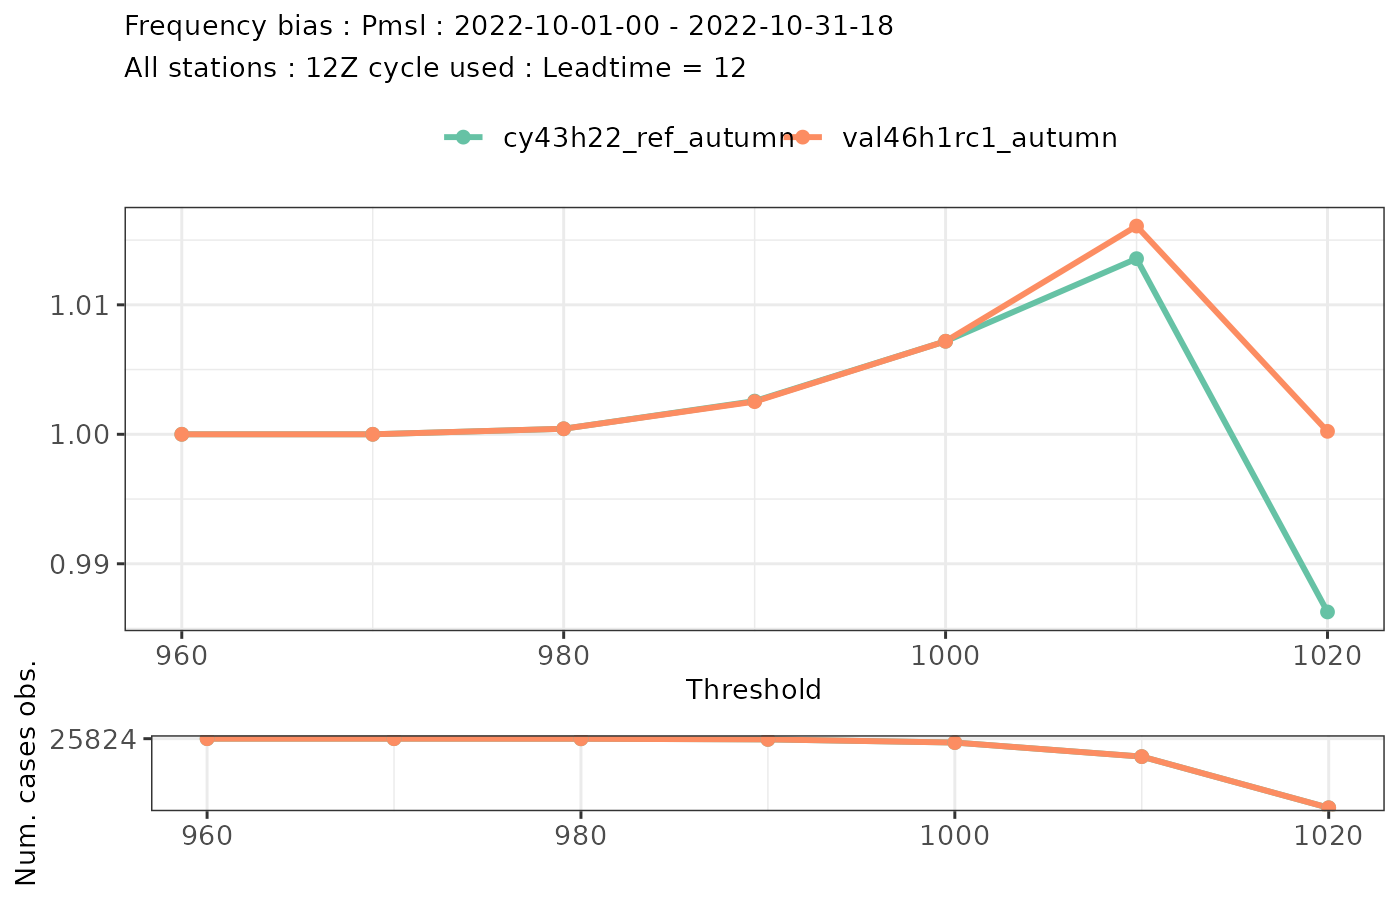 Frequency bias : Pmsl : 2022-10-01-00 - 2022-10-31-18
All stations : 12Z cycle used : Leadtime = 12
cy43h22_ref_autumn val46h1rc1_autumn
1.01
1.00
0.99
960 980 1000 1020
Threshold
Num. cases obs.
25824
960 980 1000 1020